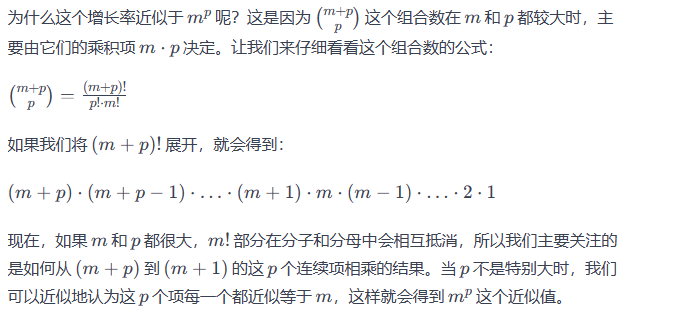 为什么这个增长率近似于 $m^p$ 呢？这是因为 $\binom{m+p}{p}$ 这个组合数在 $m$ 和 $p$ 都较大时，主
要由它们的乘积项 $m \cdot p$ 决定。让我们来仔细看看这个组合数的公式：
$\binom{m+p}{p} = \frac{(m+p)!}{p! \cdot m!}$
如果我们将 $(m+p)!$ 展开，就会得到：
$(m+p) \cdot (m+p-1) \cdot \ldots \cdot (m+1) \cdot m \cdot (m-1) \cdot \ldots \cdot 2 \cdot 1$
现在，如果 $m$ 和 $p$ 都很大，$m!$ 部分在分子和分母中会相互抵消，所以我们主要关注的
是如何从 $(m+p)$ 到 $(m+1)$ 的这 $p$ 个连续项相乘的结果。当 $p$ 不是特别大时，我们
可以近似地认为这 $p$ 个项每一个都近似等于 $m$，这样就会得到 $m^p$ 这个近似值。